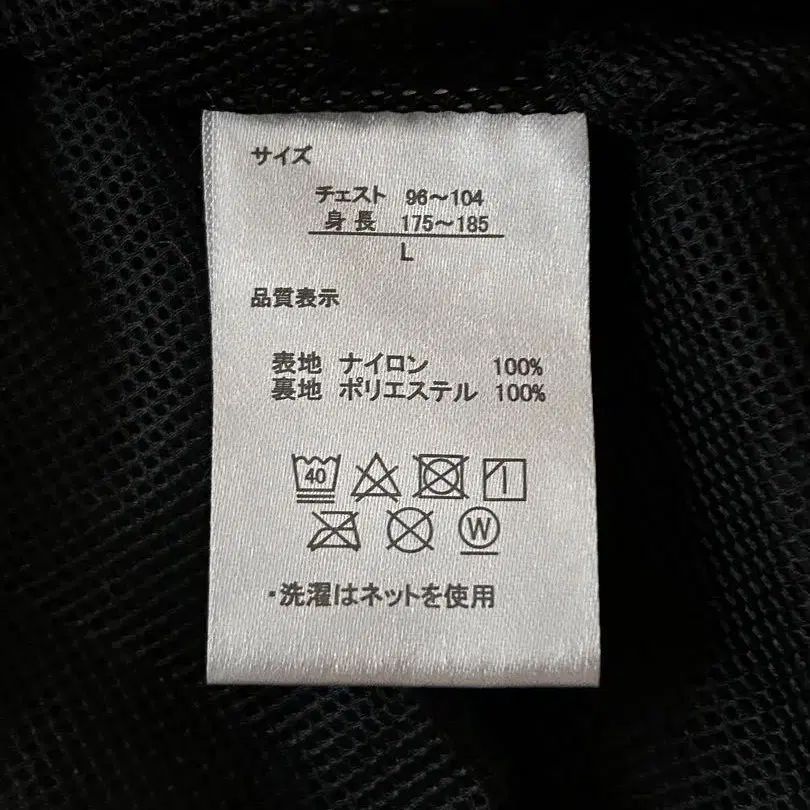 サイズ
チェスト 96～104
身長 175～185
L
品質表示
表地 ナイロン 100%
裏地 ポリエステル 100%
40
W
・洗濯はネットを使用